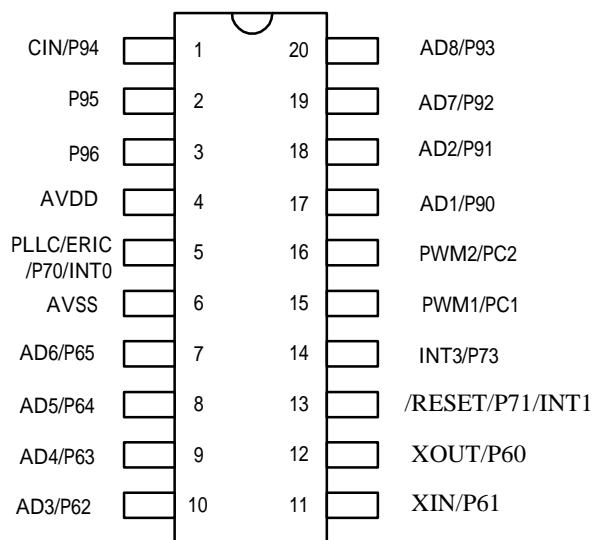 CIN/P94 1 20 AD8/P93
P95 2 19 AD7/P92
P96 3 18 AD2/P91
AVDD 4 17 AD1/P90
PLLC/ERIC
/P70/INT0 5 16 PWM2/PC2
AVSS 6 15 PWM1/PC1
AD6/P65 7 14 INT3/P73
AD5/P64 8 13 /RESET/P71/INT1
AD4/P63 9 12 XOUT/P60
AD3/P62 10 11 XIN/P61